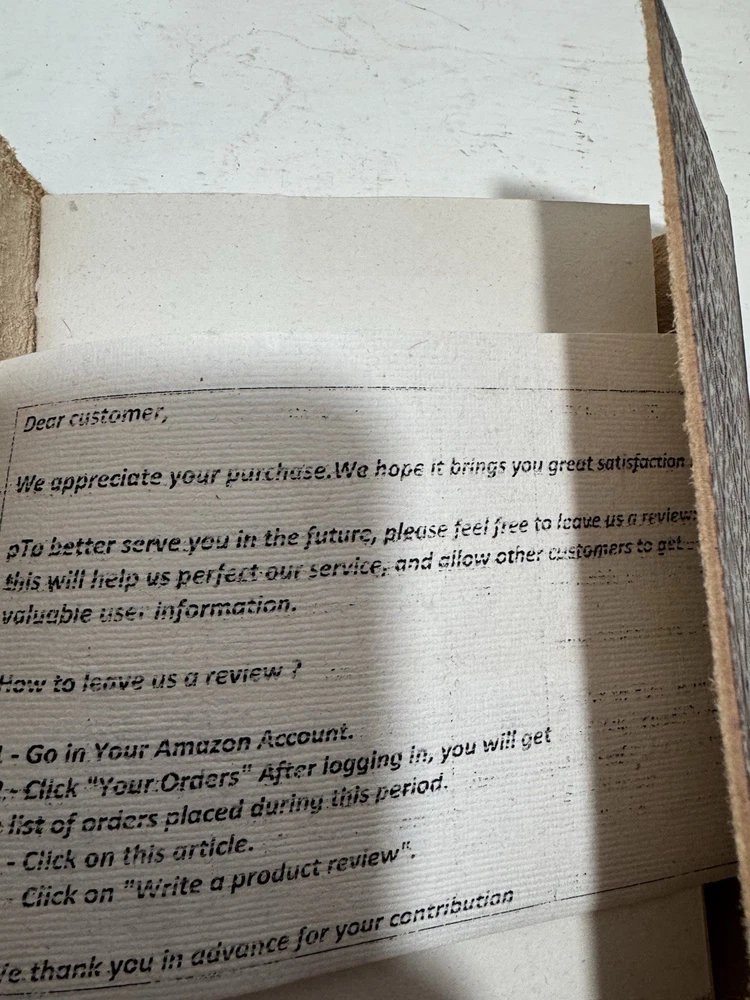 Dear customer,
We appreciate your purchase.We hope it brings you great satisfaction
pTo better serve you in the future, please feel free to leave us a review:
this will help us perfect our service, and allow other customers to get
valuable user information.
How to leave us a review ?
- Go in Your Amazon Account.
- Click "Your Orders" After logging in, you will get
list of orders placed during this period.
- Click on this article.
- Click on "Write a product review".
We thank you in advance for your contribution